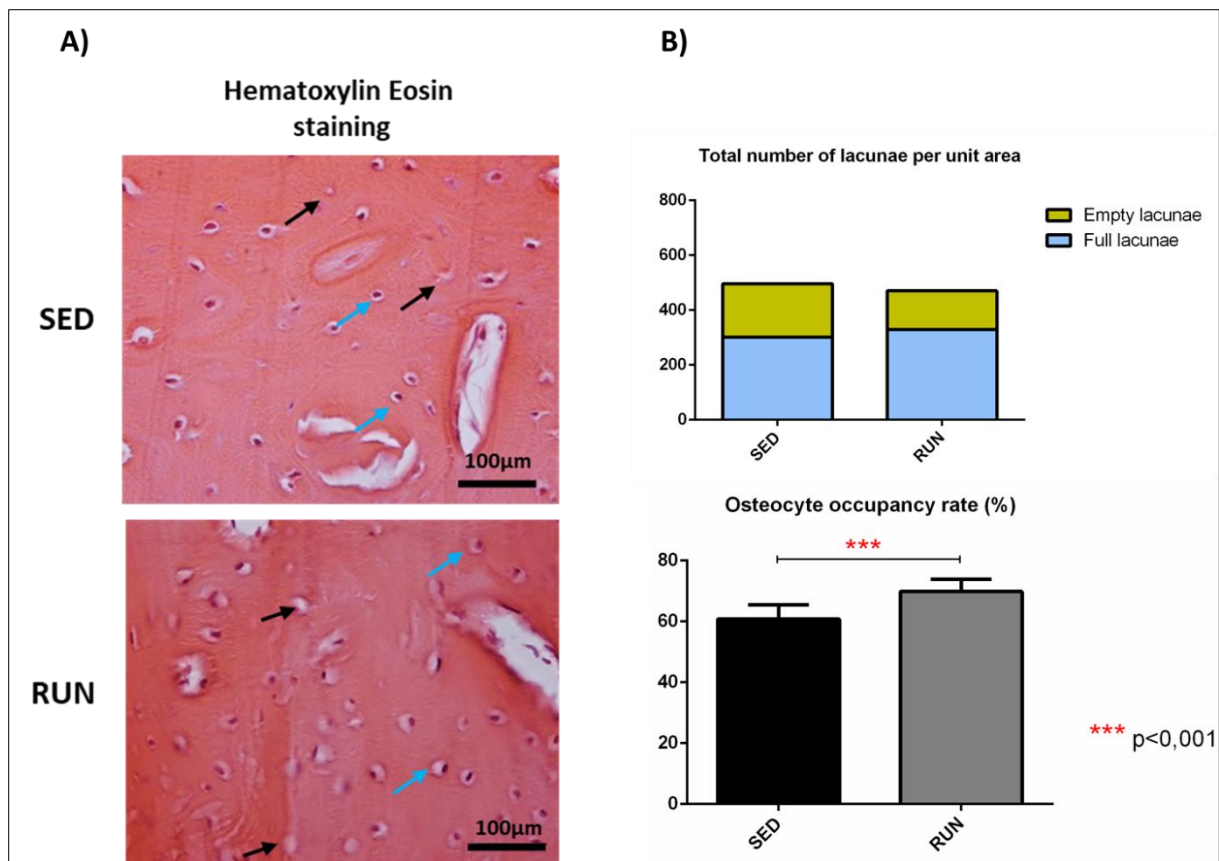 A)
Hematoxylin Eosin
staining
SED
100µm
RUN
100µm
B)
Total number of lacunae per unit area
800
600
400
200
0
SED
RUN
Empty lacunae
Full lacunae
Osteocyte occupancy rate (%)
***
80
60
40
20
0
SED
RUN
*** p<0,001